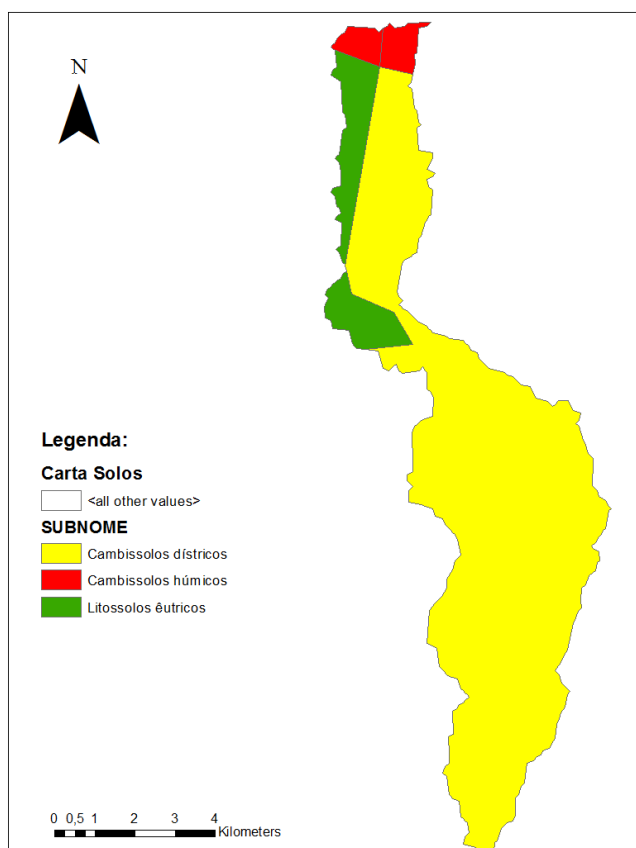 N
Legenda:
Carta Solos
<all other values>
SUBNOME
Cambissolos dístricos
Cambissolos húmicos
Litossolos êutricos
0 0,5 1 2 3 4
Kilometers